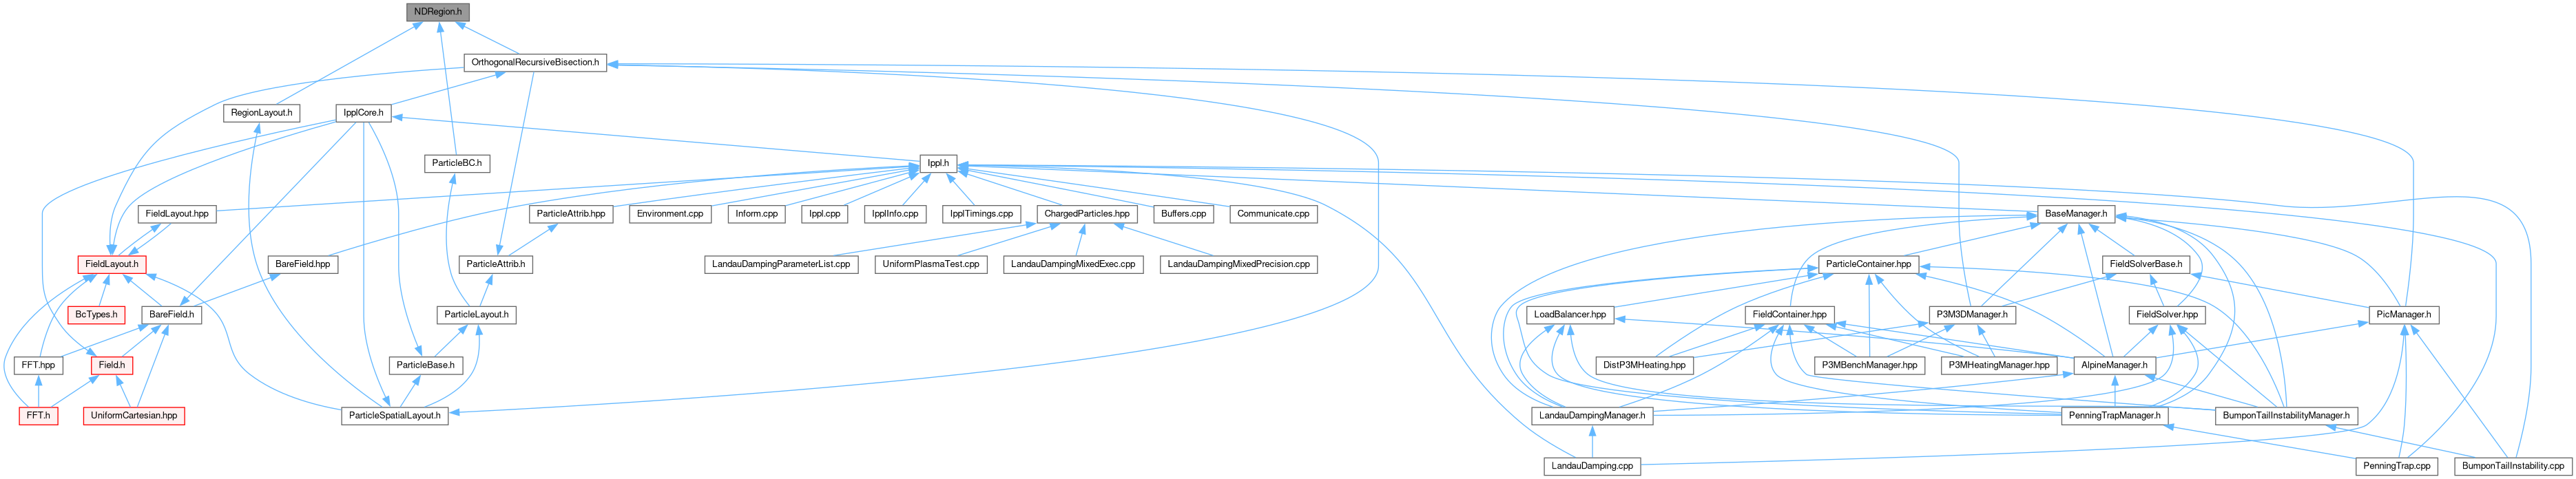 NDRegion.h
OrthogonalRecursiveBisection.h
RegionLayout.h
IpplCore.h
ParticleBC.h
Ippl.h
FieldLayout.hpp
ParticleAttrib.hpp
Environment.cpp
Inform.cpp
Ippl.cpp
IpplInfo.cpp
IpplTimings.cpp
ChargedParticles.hpp
Buffers.cpp
Communicate.cpp
BaseManager.h
FieldLayout.h
BareField.hpp
ParticleAttrib.h
LandauDampingParameterList.cpp
UniformPlasmaTest.cpp
LandauDampingMixedExec.cpp
LandauDampingMixedPrecision.cpp
ParticleContainer.hpp
FieldSolverBase.h
BcTypes.h
BareField.h
ParticleLayout.h
LoadBalancer.hpp
FieldContainer.hpp
P3M3DManager.h
FieldSolver.hpp
PicManager.h
FFT.hpp
Field.h
ParticleBase.h
DistP3MHeating.hpp
P3MBenchManager.hpp
P3MHeatingManager.hpp
AlpineManager.h
FFT.h
UniformCartesian.hpp
ParticleSpatialLayout.h
LandauDampingManager.h
PenningTrapManager.h
BumponTailInstabilityManager.h
LandauDamping.cpp
PenningTrap.cpp
BumponTailInstability.cpp